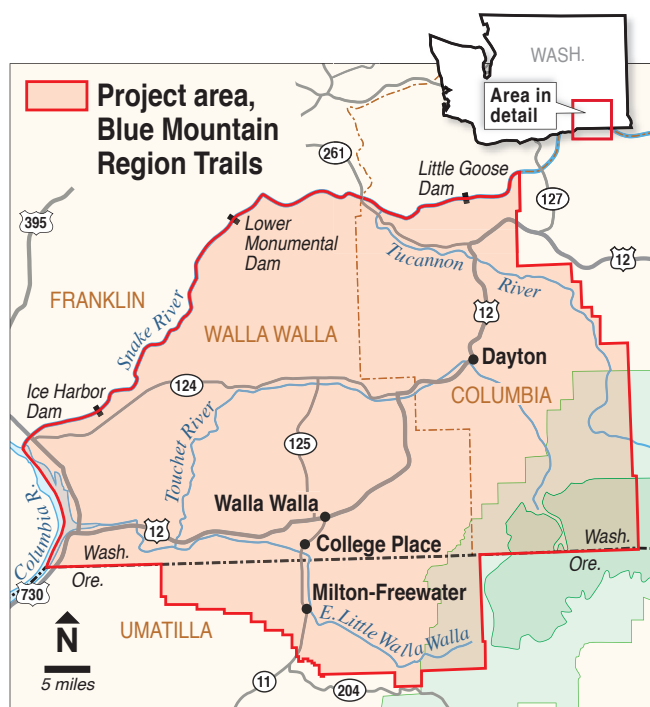 WASH.
Area in
detail
Project area,
Blue Mountain
Region Trails
261
Little Goose
Dam
127
395
Lower
Monumental
Dam
12
Tucannon
River
FRANKLIN
Snake River
WALLA WALLA
12
Dayton
Ice Harbor
Dam
124
COLUMBIA
Touchet River
125
Walla Walla
Columbia R.
12
College Place
Wash.
Wash.
Ore.
Ore.
730
Milton-Freewater
N
UMATILLA
E. Little Walla Walla
5 miles
11
204